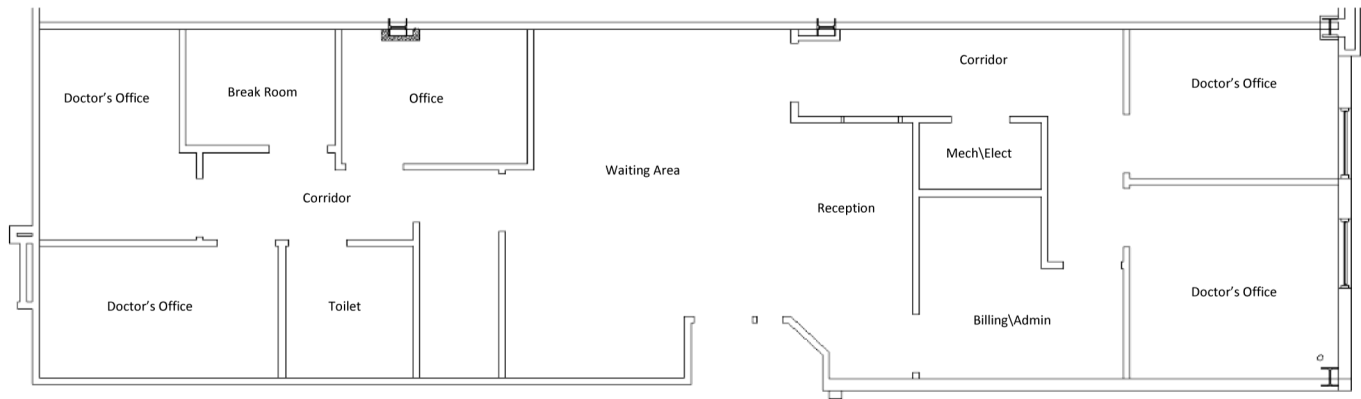 Corridor
Doctor's Office
Break Room
Office
Doctor's Office
Mech\Elect
Waiting Area
Corridor
Reception
Doctor's Office
Doctor's Office
Toilet
Billing\Admin